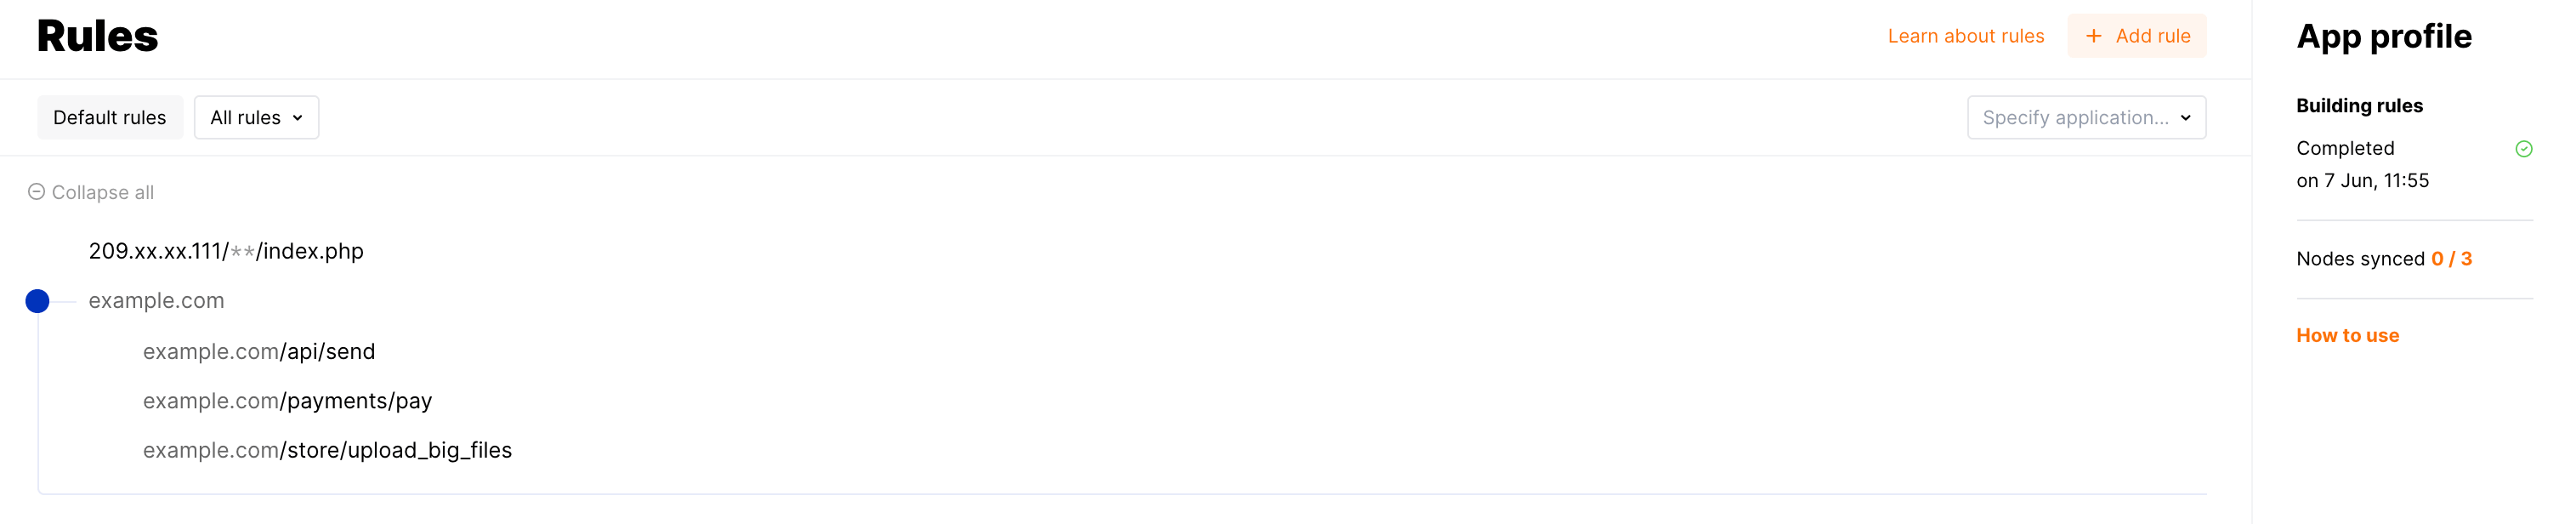 Rules
Learn about rules
+ Add rule
Default rules
All rules
Specify application...
Collapse all
209.xx.xx.111/**/index.php
example.com
example.com/api/send
example.com/payments/pay
example.com/store/upload_big_files
App profile
Building rules
Completed
on 7 Jun, 11:55
Nodes synced 0 / 3
How to use